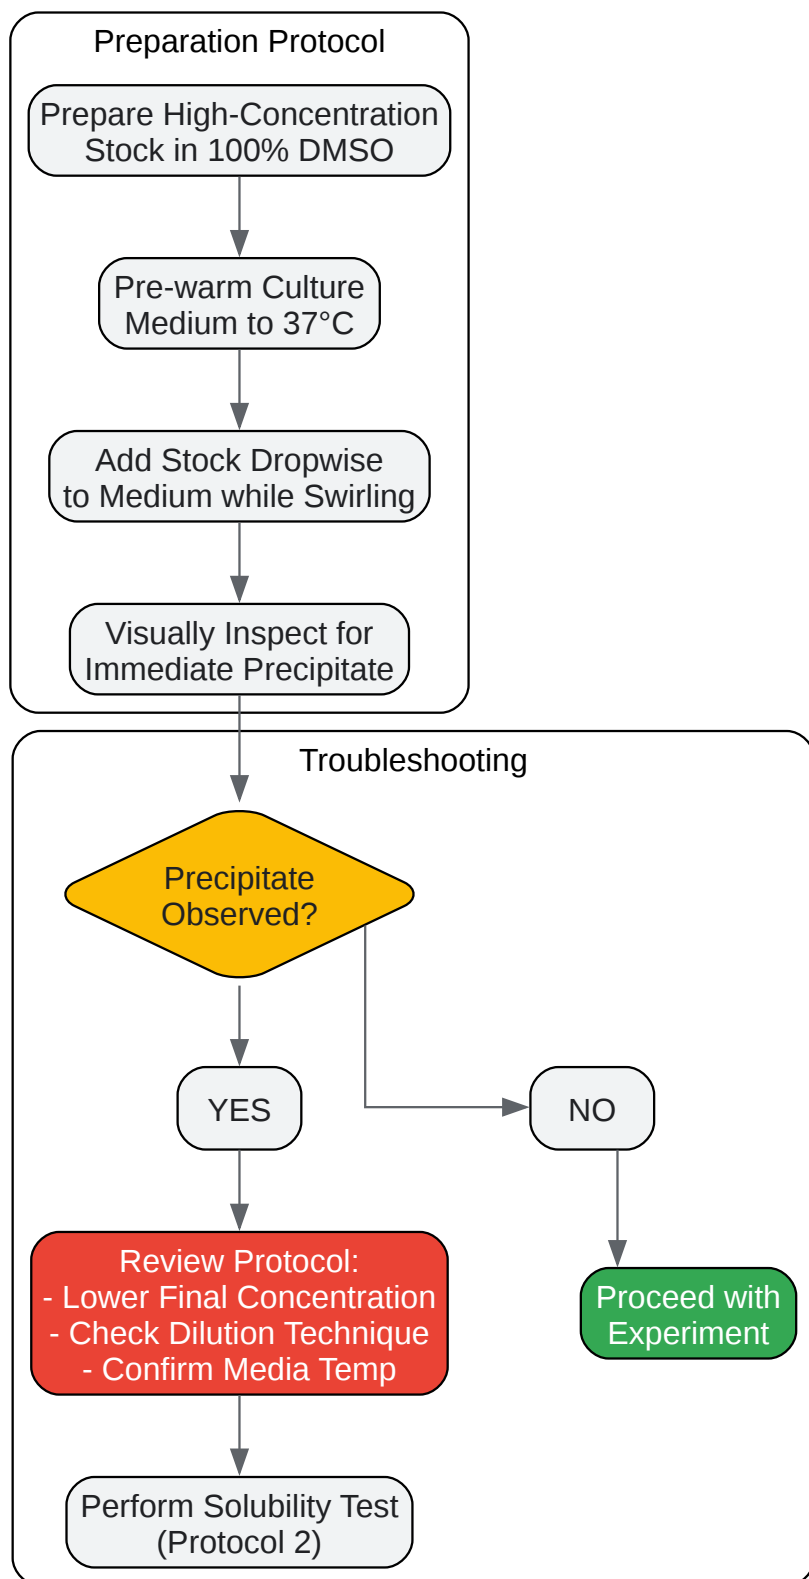 Preparation Protocol
Prepare High-Concentration
Stock in 100% DMSO
Pre-warm Culture
Medium to 37°C
Add Stock Dropwise
to Medium while Swirling
Visually Inspect for
Immediate Precipitate
Troubleshooting
Precipitate
Observed?
YES
NO
Review Protocol:
- Lower Final Concentration
- Check Dilution Technique
- Confirm Media Temp
Proceed with
Experiment
Perform Solubility Test
(Protocol 2)